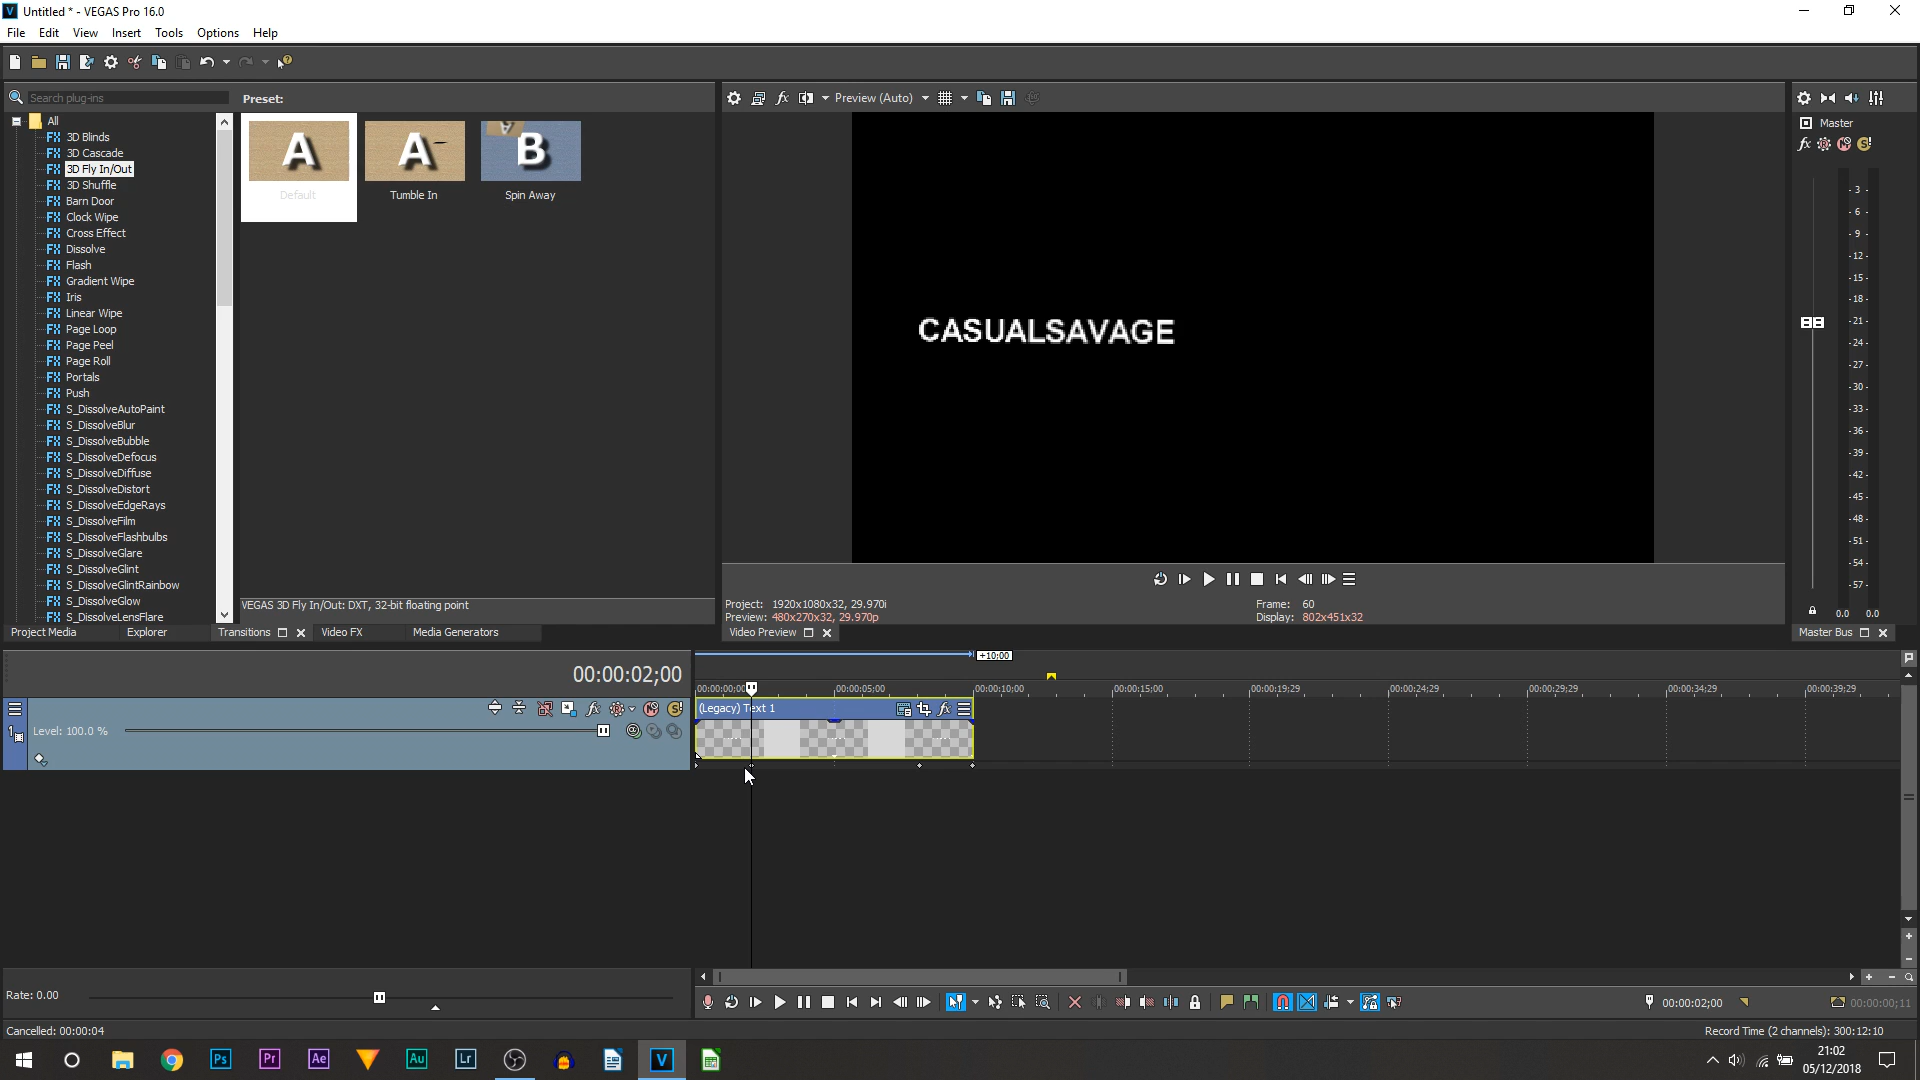 Untitled * - VEGAS Pro 16.0
File Edit View Insert Tools Options Help
Search plug-ins
Preset:
All
3D Blinds
3D Cascade
3D Fly In/Out
3D Shuffle
Barn Door
Clock Wipe
Cross Effect
Dissolve
Flash
Gradient Wipe
Iris
Linear Wipe
Page Loop
Page Peel
Page Roll
Portals
Push
S_DissolveAutoPaint
S_DissolveBlur
S_DissolveBubble
S_DissolveDefocus
S_DissolveDiffuse
S_DissolveDistort
S_DissolveEdgeRays
S_DissolveFilm
S_DissolveFlashbulbs
S_DissolveGlare
S_DissolveGlint
S_DissolveGlintRainbow
S_DissolveGlow
S_DissolveLensFlare
A A B
Default Tumble In Spin Away
VEGAS 3D Fly In/Out: DXT, 32-bit floating point
Project Media Explorer Transitions Video FX Media Generators
Preview (Auto)
CASUALSAVAGE
Project: 1920x1080x32, 29.970i
Preview: 480x270x32, 29.970p
Frame: 60
Display: 802x451x32
Video Preview
Master
- 3 -
- 6 -
- 9 -
- 12 -
- 15 -
- 18 -
- 21 -
- 24 -
- 27 -
- 30 -
- 33 -
- 36 -
- 39 -
- 42 -
- 45 -
- 48 -
- 51 -
- 54 -
- 57 -
0.0 0.0
Master Bus
00:00:02;00
+10:00
00:00:00;00 00:00:05;00 00:00:10;00 00:00:15;00 00:00:19;29 00:00:24;29 00:00:29;29 00:00:34;29 00:00:39;29
1
Level: 100.0 %
(Legacy) Text 1
Rate: 0.00
00:00:02;00 00:00:00;11
Cancelled: 00:00:04
Record Time (2 channels): 300:12:10
Ps Pr Ae Au Lr V
21:02
05/12/2018